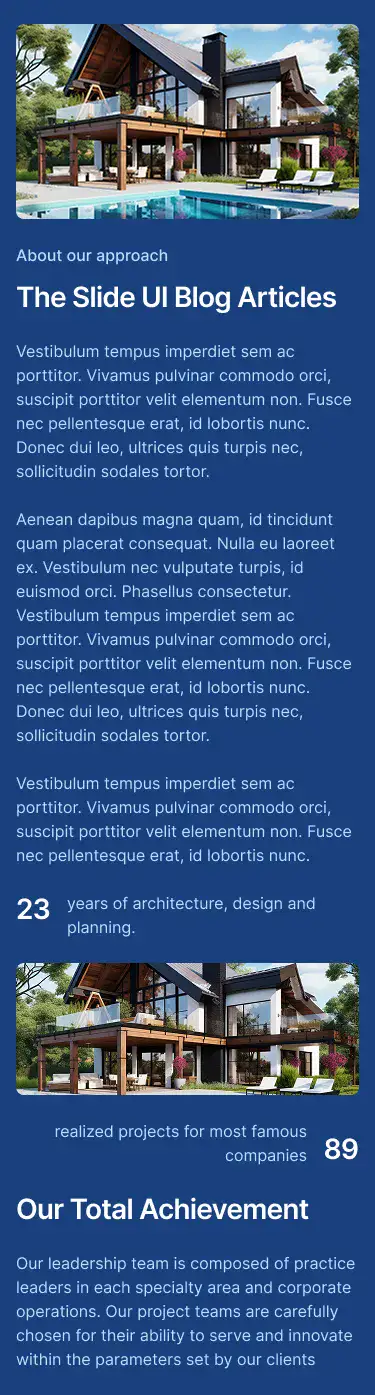 About our approach
The Slide UI Blog Articles
Vestibulum tempus imperdiet sem ac
porttitor. Vivamus pulvinar commodo orci,
suscipit porttitor velit elementum non. Fusce
nec pellentesque erat, id lobortis nunc.
Donec dui leo, ultrices quis turpis nec,
sollicitudin sodales tortor.
Aenean dapibus magna quam, id tincidunt
quam placerat consequat. Nulla eu laoreet
ex. Vestibulum nec vulputate turpis, id
euismod orci. Phasellus consectetur.
Vestibulum tempus imperdiet sem ac
porttitor. Vivamus pulvinar commodo orci,
suscipit porttitor velit elementum non. Fusce
nec pellentesque erat, id lobortis nunc.
Donec dui leo, ultrices quis turpis nec,
sollicitudin sodales tortor.
Vestibulum tempus imperdiet sem ac
porttitor. Vivamus pulvinar commodo orci,
suscipit porttitor velit elementum non. Fusce
nec pellentesque erat, id lobortis nunc.
23 years of architecture, design and
planning.
realized projects for most famous
companies 89
Our Total Achievement
Our leadership team is composed of practice
leaders in each specialty area and corporate
operations. Our project teams are carefully
chosen for their ability to serve and innovate
within the parameters set by our clients